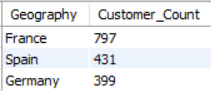 Geography Customer_Count
France 797
Spain 431
Germany 399